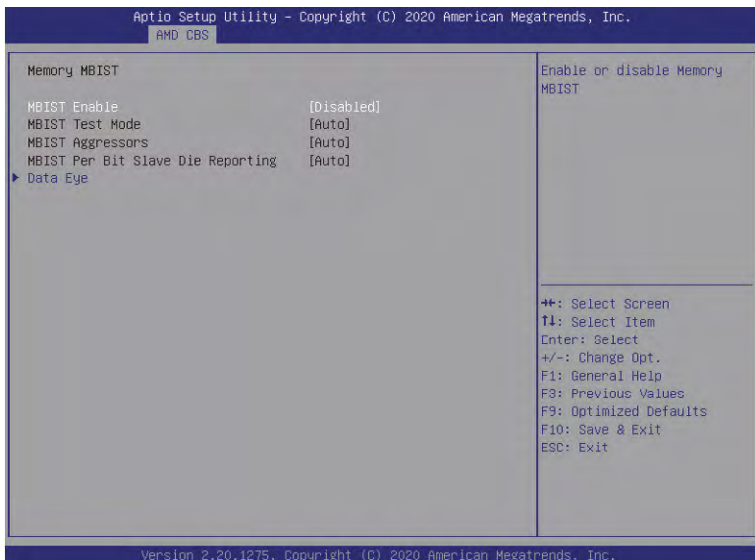 Aptio Setup Utility – Copyright (C) 2020 American Megatrends, Inc.
AMD CBS
Memory MBIST
MBIST Enable [Disabled]
MBIST Test Mode [Auto]
MBIST Aggressors [Auto]
MBIST Per Bit Slave Die Reporting [Auto]
Data Eye
Enable or disable Memory
MBIST
→←: Select Screen
↑↓: Select Item
Enter: Select
+/-: Change Opt.
F1: General Help
F3: Previous Values
F9: Optimized Defaults
F10: Save & Exit
ESC: Exit
Version 2.20.1275. Copyright (C) 2020 American Megatrends, Inc.